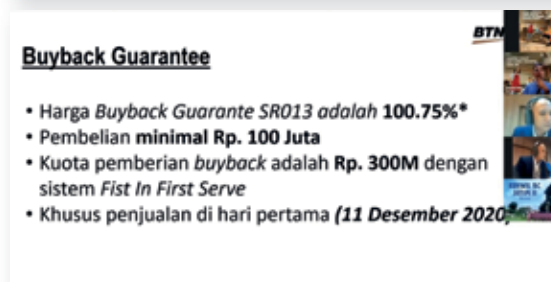 BTN
Buyback Guarantee
• Harga Buyback Guarante SR013 adalah 100.75%*
• Pembelian minimal Rp. 100 Juta
• Kuota pemberian buyback adalah Rp. 300M dengan
sistem Fist In First Serve
• Khusus penjualan di hari pertama (11 Desember 2020)